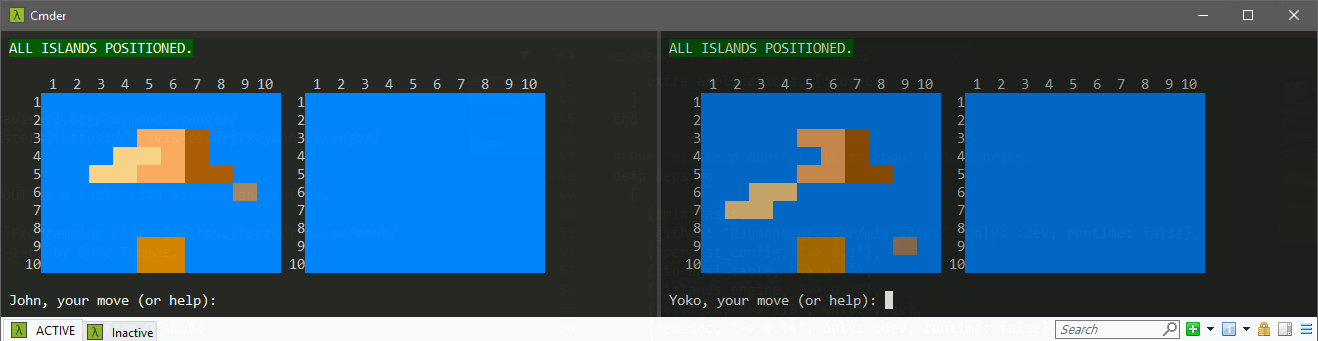 Cmder
ALL ISLANDS POSITIONED.
1 2 3 4 5 6 7 8 9 10 1 2 3 4 5 6 7 8 9 10
1 1
2 2
3 3
4 4
5 5
6 6
7 7
8 8
9 9
10 10
John, your move (or help):
ALL ISLANDS POSITIONED.
1 2 3 4 5 6 7 8 9 10 1 2 3 4 5 6 7 8 9 10
1 1
2 2
3 3
4 4
5 5
6 6
7 7
8 8
9 9
10 10
Yoko, your move (or help):
λ ACTIVE λ Inactive Search 1